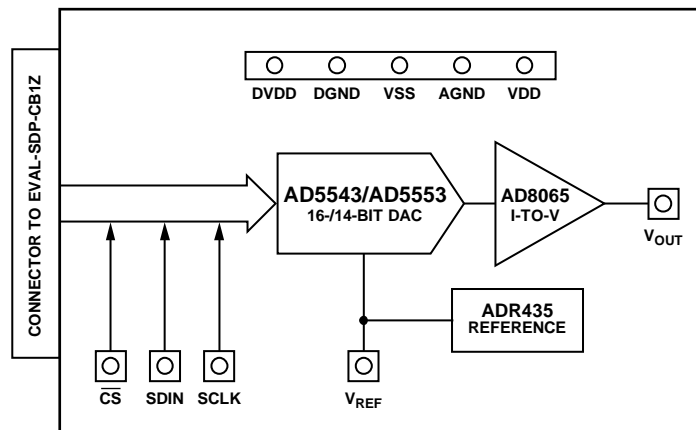 CONNECTOR TO EVAL-SDP-CB1Z
DVDD DGND VSS AGND VDD
AD5543/AD5553
16-/14-BIT DAC
AD8065
I-TO-V
VOUT
ADR435
REFERENCE
C̅S̅ SDIN SCLK
VREF